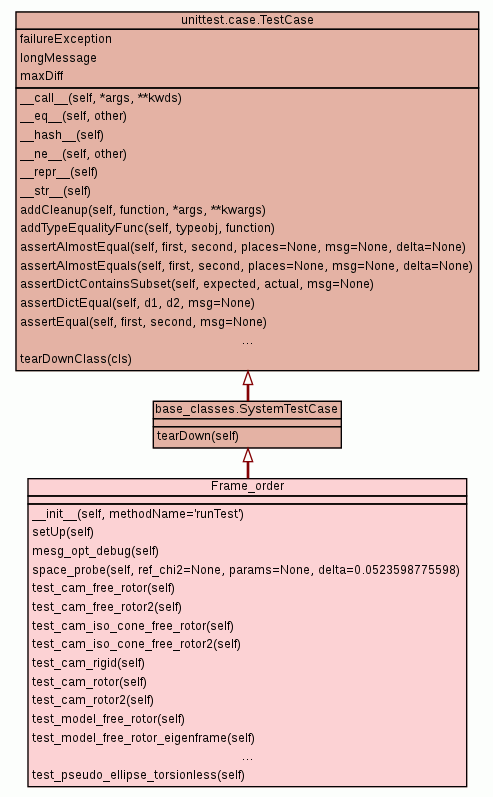 unittest.case.TestCase
failureException
longMessage
maxDiff
__call__(self, *args, **kwds)
__eq__(self, other)
__hash__(self)
__ne__(self, other)
__repr__(self)
__str__(self)
addCleanup(self, function, *args, **kwargs)
addTypeEqualityFunc(self, typeobj, function)
assertAlmostEqual(self, first, second, places=None, msg=None, delta=None)
assertAlmostEquals(self, first, second, places=None, msg=None, delta=None)
assertDictContainsSubset(self, expected, actual, msg=None)
assertDictEqual(self, d1, d2, msg=None)
assertEqual(self, first, second, msg=None)
...
tearDownClass(cls)
base_classes.SystemTestCase
tearDown(self)
Frame_order
__init__(self, methodName='runTest')
setUp(self)
mesg_opt_debug(self)
space_probe(self, ref_chi2=None, params=None, delta=0.0523598775598)
test_cam_free_rotor(self)
test_cam_free_rotor2(self)
test_cam_iso_cone_free_rotor(self)
test_cam_iso_cone_free_rotor2(self)
test_cam_rigid(self)
test_cam_rotor(self)
test_cam_rotor2(self)
test_model_free_rotor(self)
test_model_free_rotor_eigenframe(self)
...
test_pseudo_ellipse_torsionless(self)